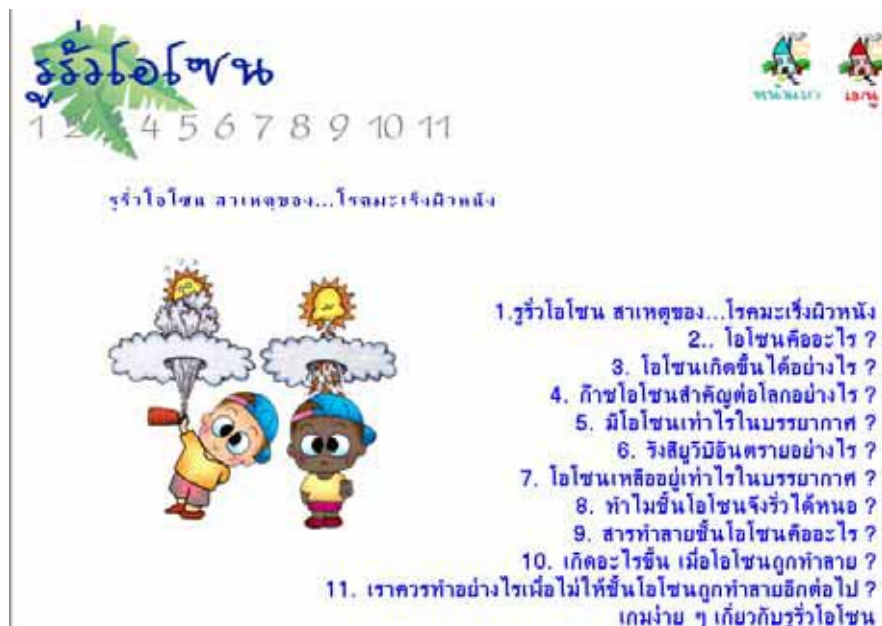 รูรั่วโอโซน
หน้าแรก เมนู
1 2 4 5 6 7 8 9 10 11
รูรั่วโอโซน สาเหตุของ...โรคมะเร็งผิวหนัง
1.รูรั่วโอโซน สาเหตุของ...โรคมะเร็งผิวหนัง
2.. โอโซนคืออะไร ?
3. โอโซนเกิดขึ้นได้อย่างไร ?
4. ก๊าซโอโซนสำคัญต่อโลกอย่างไร ?
5. มีโอโซนเท่าไรในบรรยากาศ ?
6. รังสียูวีบีอันตรายอย่างไร ?
7. โอโซนเหลืออยู่เท่าไรในบรรยากาศ ?
8. ทำไมชั้นโอโซนจึงรั่วได้หนอ ?
9. สารทำลายชั้นโอโซนคืออะไร ?
10. เกิดอะไรขึ้น เมื่อโอโซนถูกทำลาย ?
11. เราควรทำอย่างไรเพื่อไม่ให้ชั้นโอโซนถูกทำลายอีกต่อไป ?
เกมง่าย ๆ เกี่ยวกับรูรั่วโอโซน